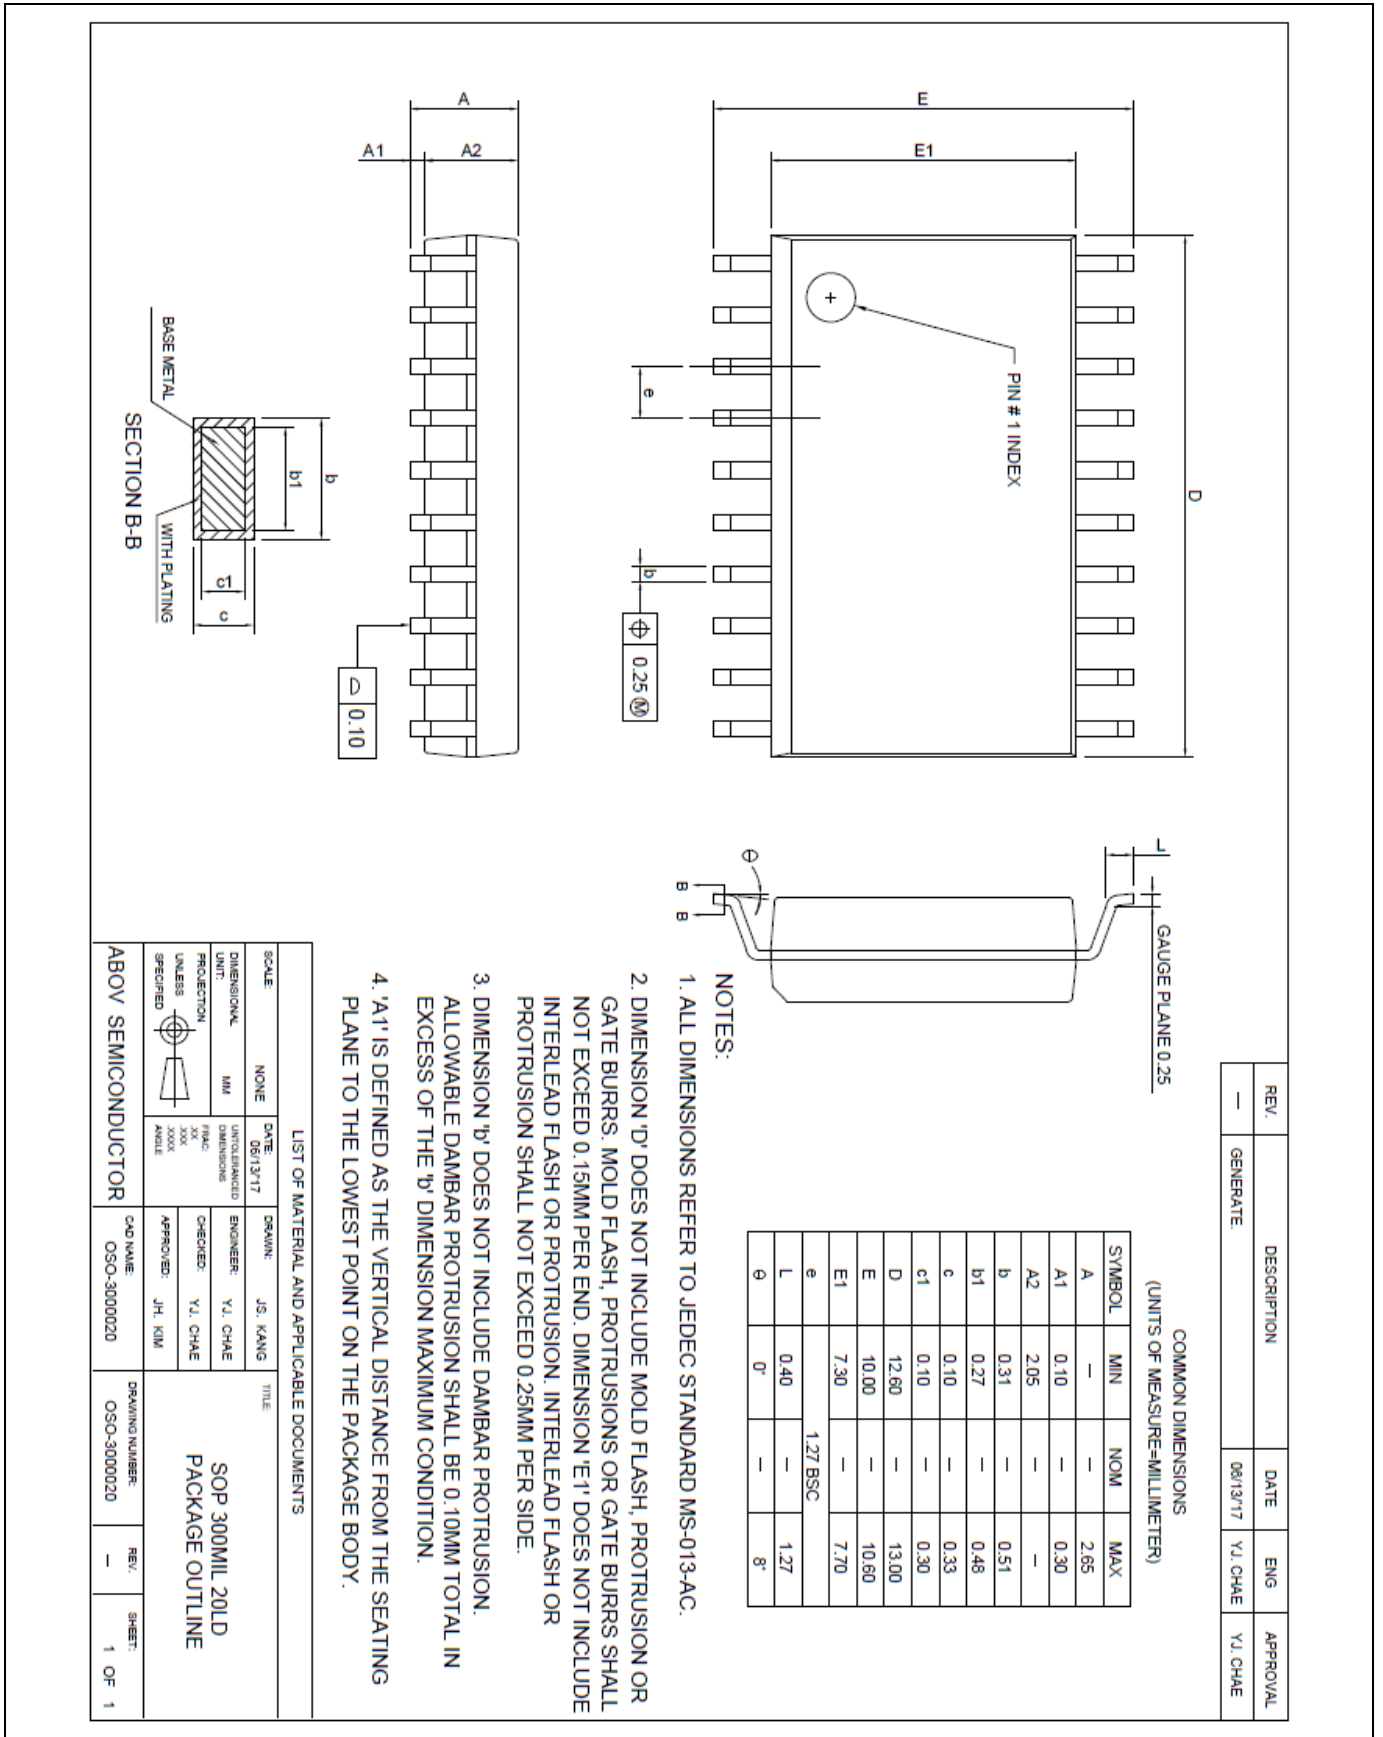 REV. DESCRIPTION DATE ENG APPROVAL
— GENERATE. 06/13/'17 Y.J. CHAE Y.J. CHAE
D
PIN # 1 INDEX
E
E1
e
b
0.25 Ⓜ
A
A2
A1
0.10
b
b1
c1
c
BASE METAL
WITH PLATING
SECTION B-B
L
GAUGE PLANE 0.25
θ
B B
COMMON DIMENSIONS
(UNITS OF MEASURE=MILLIMETER)
SYMBOL MIN NOM MAX
A — — 2.65
A1 0.10 — 0.30
A2 2.05 — —
b 0.31 — 0.51
b1 0.27 — 0.48
c 0.10 — 0.33
c1 0.10 — 0.30
D 12.60 — 13.00
E 10.00 — 10.60
E1 7.30 — 7.70
e 1.27 BSC
L 0.40 — 1.27
θ 0° — 8°
NOTES:
1. ALL DIMENSIONS REFER TO JEDEC STANDARD MS-013-AC.
2. DIMENSION 'D' DOES NOT INCLUDE MOLD FLASH, PROTRUSION OR
GATE BURRS. MOLD FLASH, PROTRUSIONS OR GATE BURRS SHALL
NOT EXCEED 0.15MM PER END. DIMENSION 'E1' DOES NOT INCLUDE
INTERLEAD FLASH OR PROTRUSION. INTERLEAD FLASH OR
PROTRUSION SHALL NOT EXCEED 0.25MM PER SIDE.
3. DIMENSION 'b' DOES NOT INCLUDE DAMBAR PROTRUSION.
ALLOWABLE DAMBAR PROTRUSION SHALL BE 0.10MM TOTAL IN
EXCESS OF THE 'b' DIMENSION MAXIMUM CONDITION.
4. 'A1' IS DEFINED AS THE VERTICAL DISTANCE FROM THE SEATING
PLANE TO THE LOWEST POINT ON THE PACKAGE BODY.
LIST OF MATERIAL AND APPLICABLE DOCUMENTS
SCALE: NONE
DATE: 06/13/'17
DRAWN: JS. KANG
TITLE:
DIMENSIONAL
UNIT: MM
UNTOLERANCED
DIMENSIONS
FRAC:
.XX
.XXX
.XXXX
ANGLE
ENGINEER: Y.J. CHAE
PROJECTION
UNLESS
SPECIFIED
CHECKED: Y.J. CHAE
APPROVED: JH. KIM
SOP 300MIL 20LD
PACKAGE OUTLINE
ABOV SEMICONDUCTOR
CAD NAME:
OSO-3000020
DRAWING NUMBER:
OSO-3000020
REV.
—
SHEET:
1 OF 1